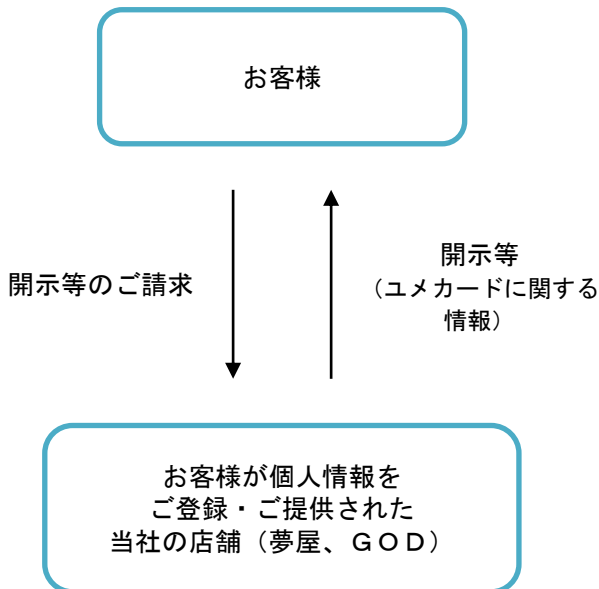 お客様
開示等のご請求
開示等
（ユメカードに関する
情報）
お客様が個人情報を
ご登録・ご提供された
当社の店舗（夢屋、ＧＯＤ）